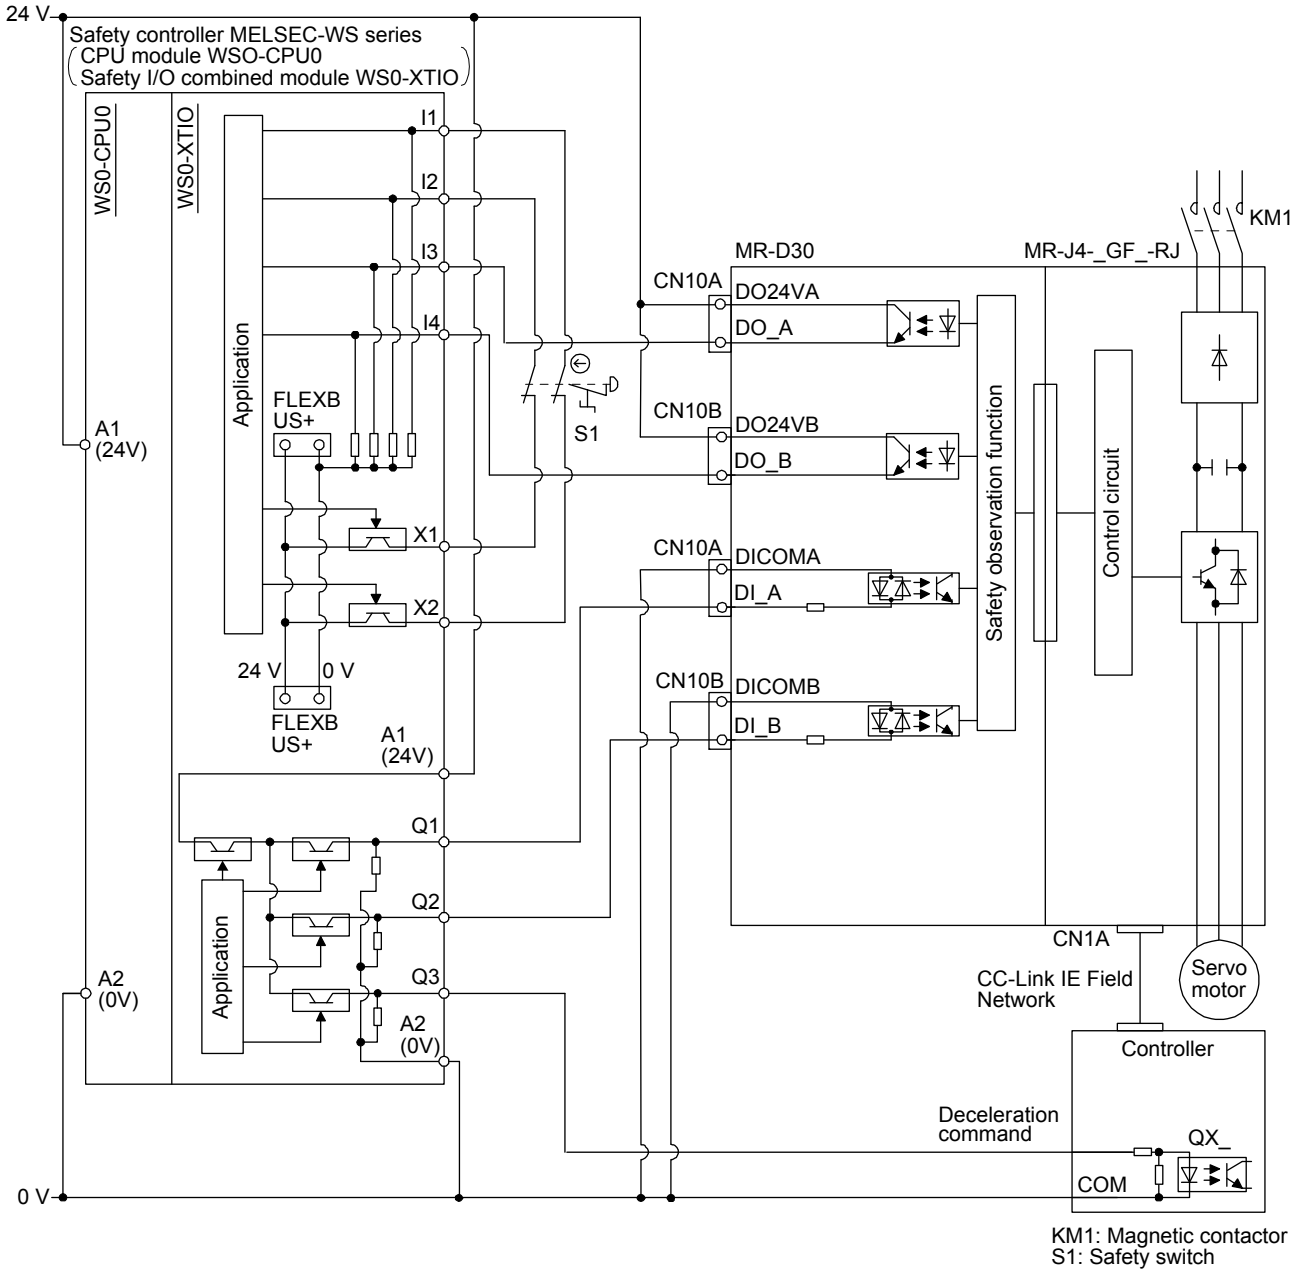 24 V
Safety controller MELSEC-WS series
CPU module WSO-CPU0
Safety I/O combined module WS0-XTIO
WS0-CPU0
WS0-XTIO
I1
I2
I3
I4
Application
FLEXB
US+
A1
(24V)
X1
X2
24 V
0 V
FLEXB
US+
A1
(24V)
Q1
Q2
Q3
Application
A2
(0V)
A2
(0V)
0 V
S1
MR-D30
MR-J4-_GF_-RJ
KM1
CN10A
DO24VA
DO_A
CN10B
DO24VB
DO_B
CN10A
DICOMA
DI_A
CN10B
DICOMB
DI_B
Safety observation function
Control circuit
CN1A
CC-Link IE Field
Network
Servo
motor
Controller
Deceleration
command
QX_
COM
KM1: Magnetic contactor
S1: Safety switch